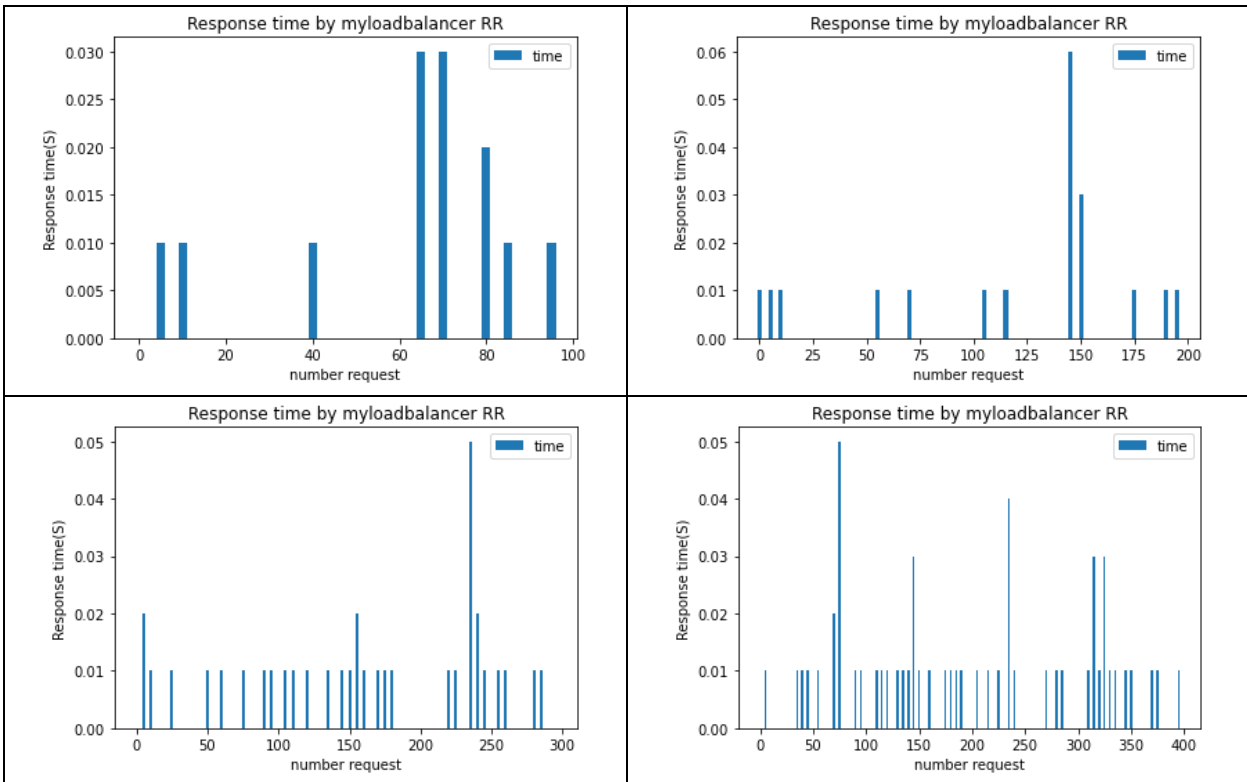 Response time by myloadbalancer RR
time
0.030
0.025
0.020
0.015
0.010
0.005
0.000
Response time(S)
0 20 40 60 80 100
number request
Response time by myloadbalancer RR
time
0.06
0.05
0.04
0.03
0.02
0.01
0.00
Response time(S)
0 25 50 75 100 125 150 175 200
number request
Response time by myloadbalancer RR
time
0.05
0.04
0.03
0.02
0.01
0.00
Response time(S)
0 50 100 150 200 250 300
number request
Response time by myloadbalancer RR
time
0.05
0.04
0.03
0.02
0.01
0.00
Response time(S)
0 50 100 150 200 250 300 350 400
number request